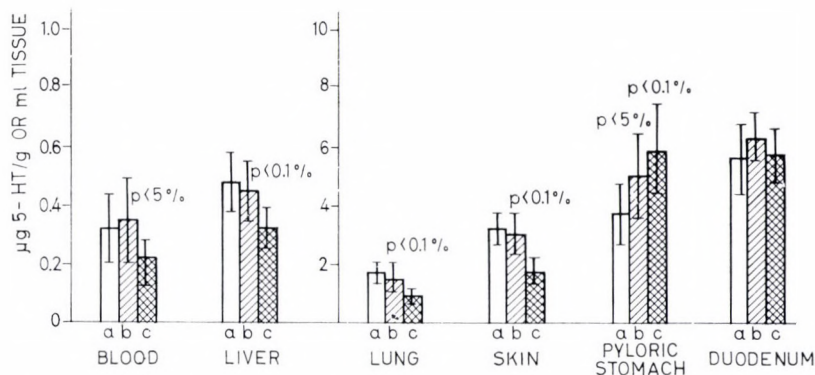 µg 5-HT/g OR ml TISSUE
1.0
0.8
0.6
0.4
0.2
0
10
8
6
4
2
p<5%
p<0.1%
p<0.1%
p<0.1%
p<5%
p<0.1%
a b c
a b c
a b c
a b c
a b c
a b c
BLOOD
LIVER
LUNG
SKIN
PYLORIC
STOMACH
DUODENUM